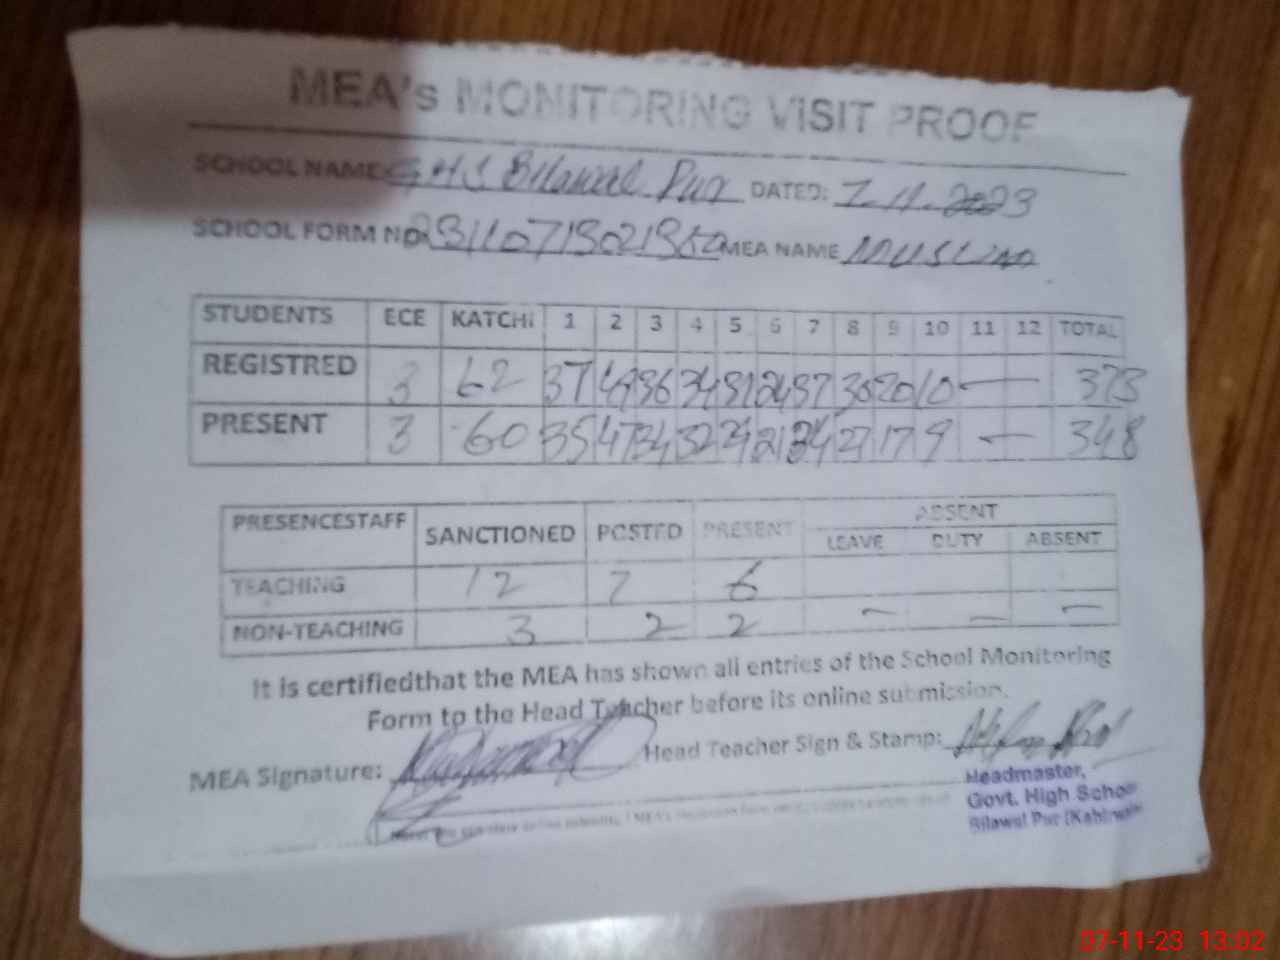 MEA's MONITORING VISIT PROOF
SCHOOL NAME G.H.S Bilawal Pur DATED: 7.11.2023
SCHOOL FORM NO MEA NAME MUSLIM
STUDENTS ECE KATCHI 1 2 3 4 5 6 7 8 9 10 11 12 TOTAL
REGISTRED 3 62 37 49 36 34 31 24 37 30 20 10 — 373
PRESENT 3 60 35 47 34 32 29 21 34 27 17 9 — 348
PRESENCESTAFF SANCTIONED POSTED PRESENT ABSENT
LEAVE DUTY ABSENT
TEACHING 12 7 6
NON-TEACHING 3 2 2 — — —
It is certifiedthat the MEA has shown all entries of the School Monitoring
Form to the Head Teacher before its online submission.
MEA Signature: Head Teacher Sign & Stamp:
Headmaster,
Govt. High School
Bilawal Pur (Kabirwala
07-11-23 13:02